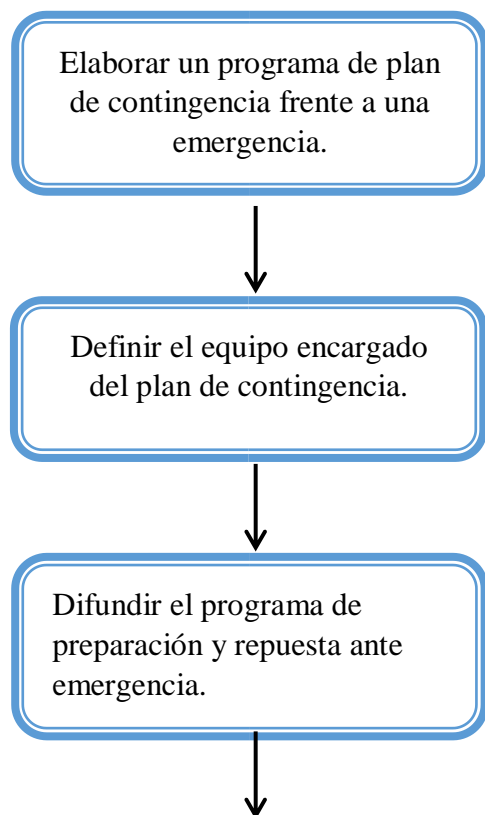 Elaborar un programa de plan
de contingencia frente a una
emergencia.
Definir el equipo encargado
del plan de contingencia.
Difundir el programa de
preparación y repuesta ante
emergencia.